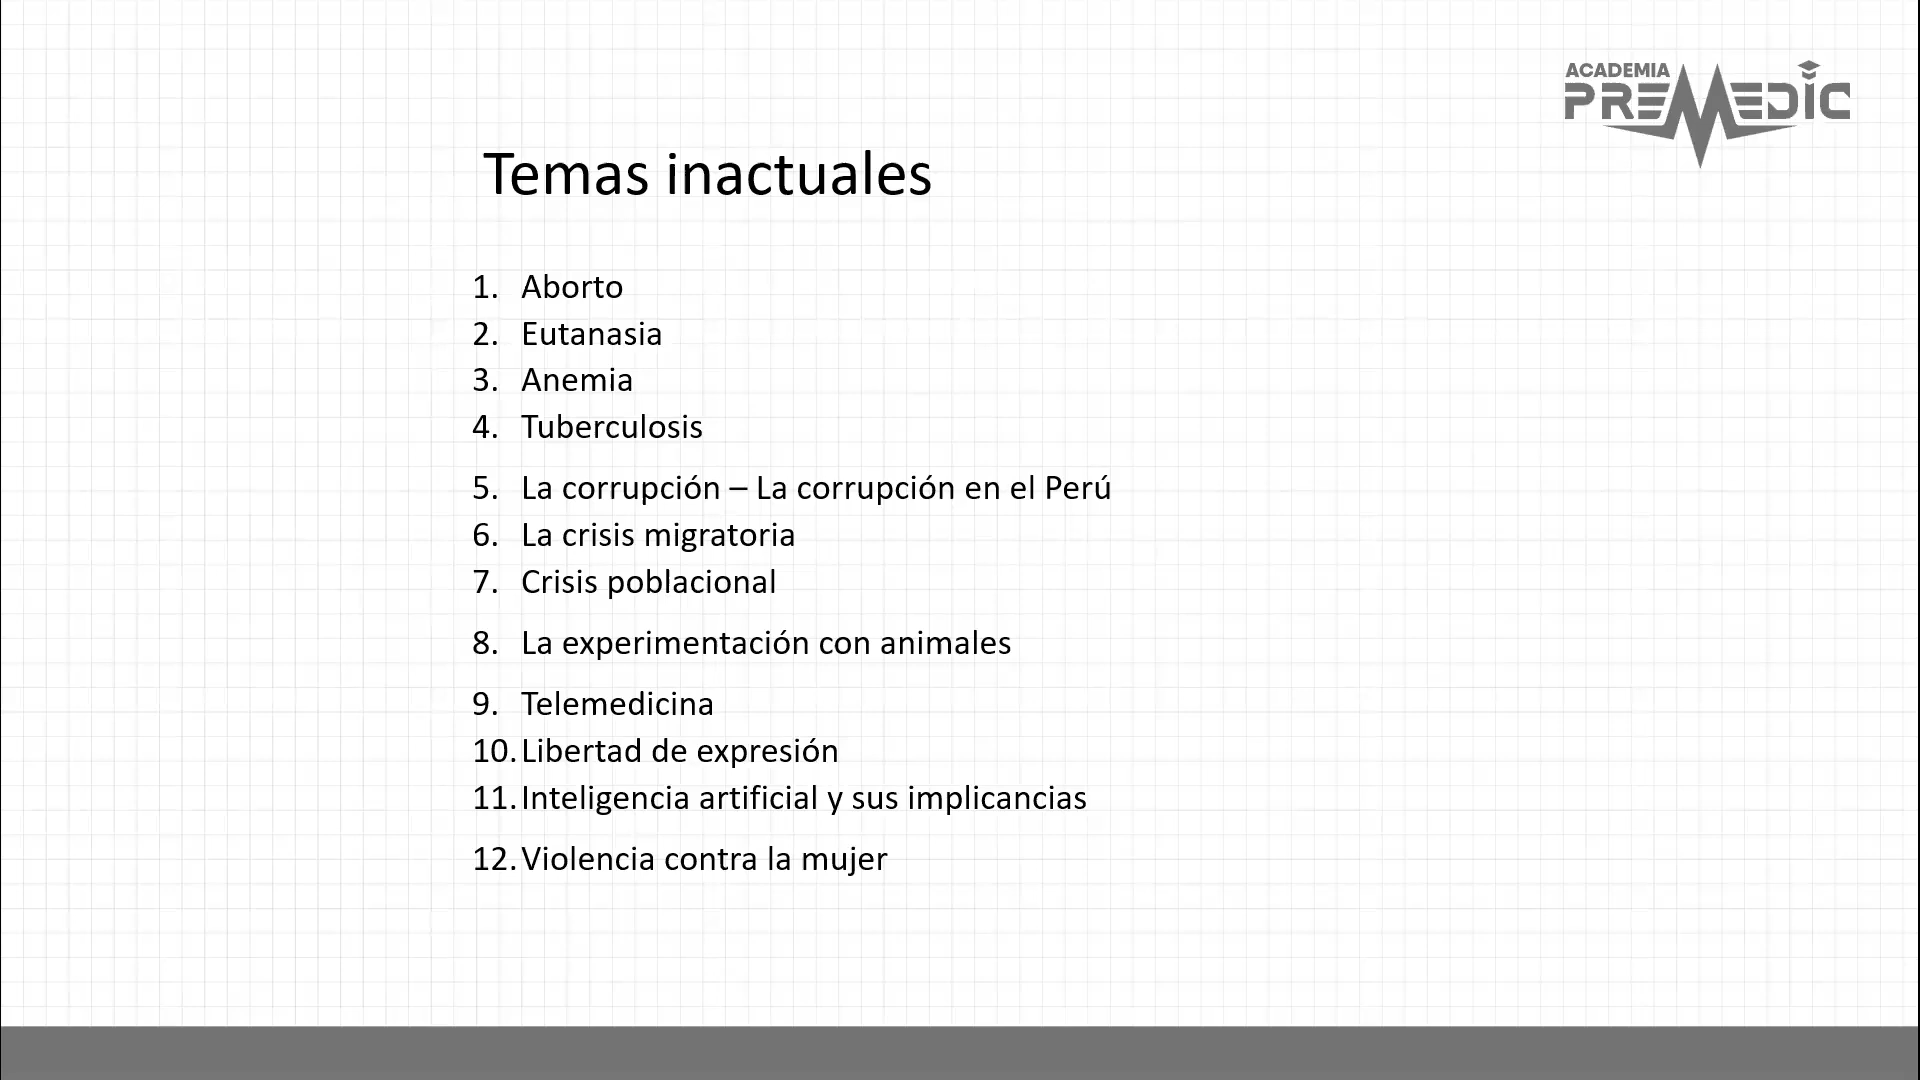 ACADEMIA
PREMEDIC
Temas inactuales
1. Aborto
2. Eutanasia
3. Anemia
4. Tuberculosis
5. La corrupción – La corrupción en el Perú
6. La crisis migratoria
7. Crisis poblacional
8. La experimentación con animales
9. Telemedicina
10. Libertad de expresión
11. Inteligencia artificial y sus implicancias
12. Violencia contra la mujer